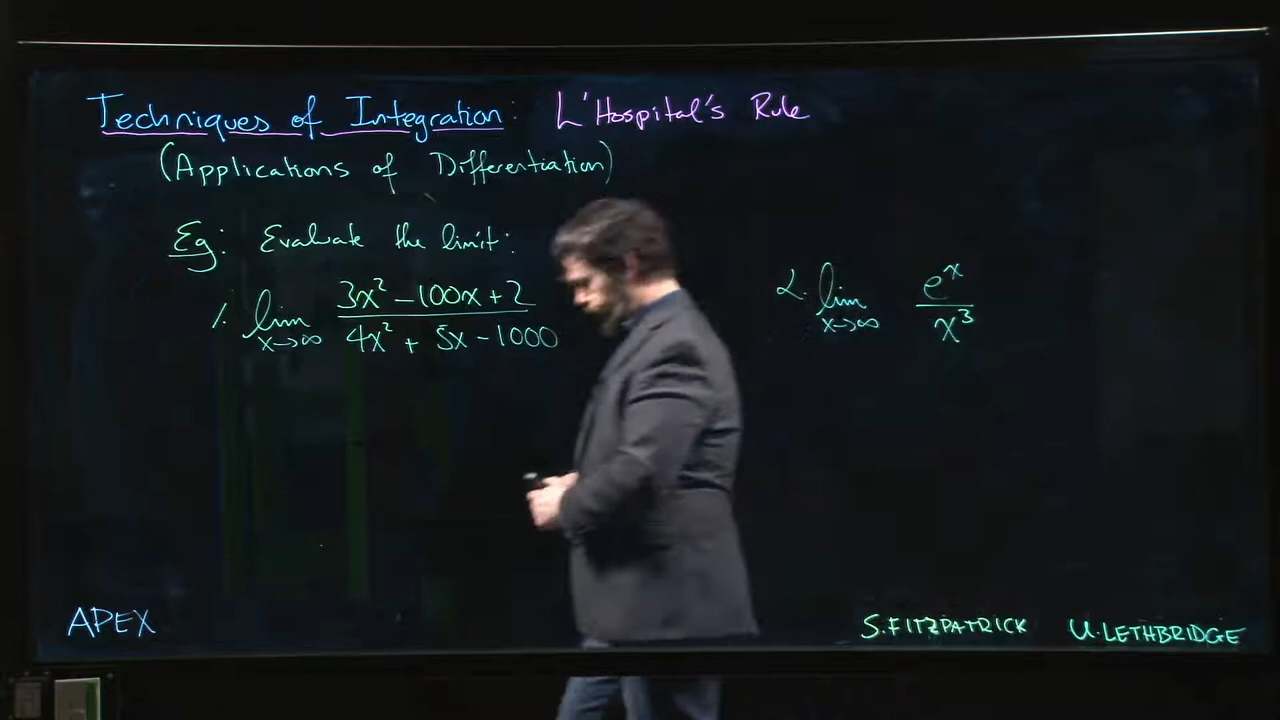 Techniques of Integration: L'Hospital's Rule
(Applications of Differentiation)
Eg: Evaluate the limit:
1. lim x→∞ (3x² − 100x + 2)/(4x² + 5x − 1000)
2. lim x→∞ e^x/x³
APEX
S.FITZPATRICK U.LETHBRIDGE